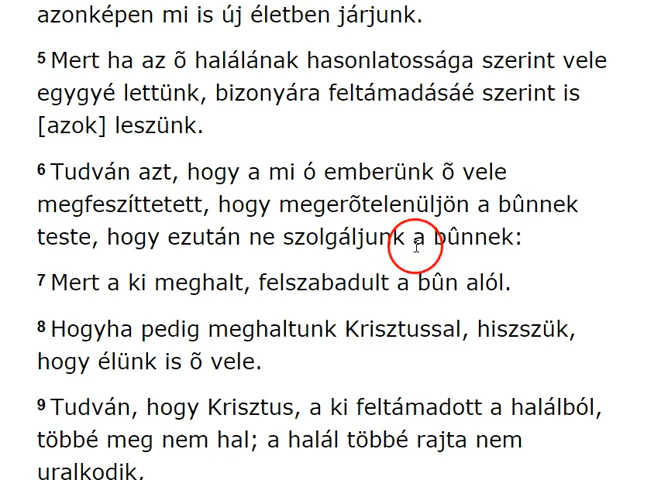 azonképen mi is új életben járjunk.
5 Mert ha az õ halálának hasonlatossága szerint vele
egygyé lettünk, bizonyára feltámadásáé szerint is
[azok] leszünk.
6 Tudván azt, hogy a mi ó emberünk õ vele
megfeszíttetett, hogy megerõtelenüljön a bûnnek
teste, hogy ezután ne szolgáljunk a bûnnek:
7 Mert a ki meghalt, felszabadult a bûn alól.
8 Hogyha pedig meghaltunk Krisztussal, hiszszük,
hogy élünk is õ vele.
9 Tudván, hogy Krisztus, a ki feltámadott a halálból,
többé meg nem hal; a halál többé rajta nem
uralkodik,